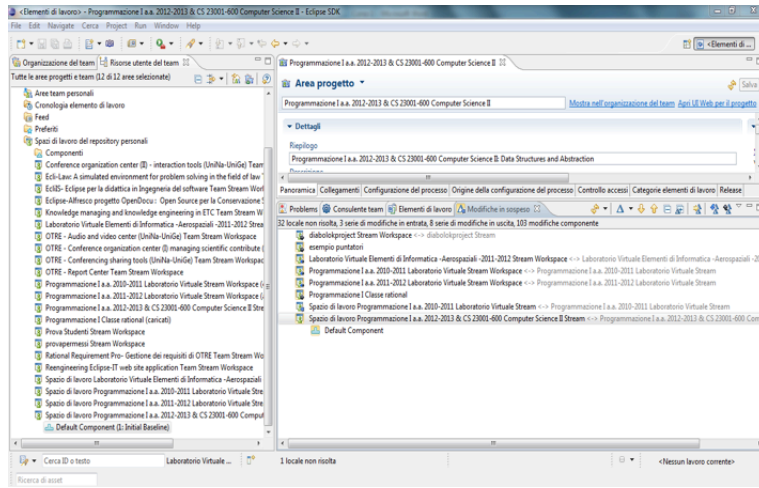 <Elementi di lavoro> - Programmazione I a.a. 2012-2013 & CS 23001-600 Computer Science II - Eclipse SDK
File Edit Navigate Cerca Project Run Window Help
<Elementi di ...
Organizzazione del team Risorse utente del team
Tutte le aree progetti e team (12 di 12 aree selezionate)
Aree team personali
Cronologia elemento di lavoro
Feed
Preferiti
Spazi di lavoro del repository personali
Componenti
Conference organization center (II) - interaction tools (UniNa-UniGe) Team
Ecli-Law: A simulated environment for problem solving in the field of law
EclIS- Eclipse per la didattica in Ingegneria del software Team Stream Wor
Eclipse-Alfresco progetto OpenDocu : Open Source per la Conservazione S
Knowledge managing and knowledge engineering in ETC Team Stream W
Laboratorio Virtuale Elementi di Informatica -Aerospaziali -2011-2012 Strea
OTRE - Audio and video center (UniNa-UniGe) Team Stream Workspace
OTRE - Conference organization center (I) managing scientific contribute (
OTRE - Conferencing sharing tools (UniNa-UniGe) Team Stream Workspac
OTRE - Report Center Team Stream Workspace
Programmazione I a.a. 2010-2011 Laboratorio Virtuale Stream Workspace (
Programmazione I a.a. 2011-2012 Laboratorio Virtuale Stream Workspace (
Programmazione I a.a. 2012-2013 & CS 23001-600 Computer Science II Stre
Programmazione I Classe rational (caricati)
Prova Studenti Stream Workspace
provapermessi Stream Workspace
Rational Requirement Pro- Gestione dei requisiti di OTRE Team Stream Wo
Reengineering Eclipse-IT web site application Team Stream Workspace
Spazio di lavoro Laboratorio Virtuale Elementi di Informatica -Aerospaziali
Spazio di lavoro Programmazione I a.a. 2010-2011 Laboratorio Virtuale Stre
Spazio di lavoro Programmazione I a.a. 2011-2012 Laboratorio Virtuale Stre
Spazio di lavoro Programmazione I a.a. 2012-2013 & CS 23001-600 Comput
Default Component (1: Initial Baseline)
Programmazione I a.a. 2012-2013 & CS 23001-600 Computer Science II
Area progetto
Salva
Programmazione I a.a. 2012-2013 & CS 23001-600 Computer Science II
Mostra nell'organizzazione del team Apri UI Web per il progetto
Dettagli
Riepilogo
Programmazione I a.a. 2012-2013 & CS 23001-600 Computer Science II: Data Structures and Abstraction
Panoramica Collegamenti Configurazione del processo Origine della configurazione del processo Controllo accessi Categorie elementi di lavoro Release
Problems Consulente team Elementi di lavoro Modifiche in sospeso
32 locale non risolta, 3 serie di modifiche in entrata, 8 serie di modifiche in uscita, 103 modifiche componente
diabolokproject Stream Workspace <-> diabolokproject Stream
esempio puntatori
Laboratorio Virtuale Elementi di Informatica -Aerospaziali -2011-2012 Stream Workspace <-> Laboratorio Virtuale Elementi di Informatica -Aerospaziali -20
Programmazione I a.a. 2010-2011 Laboratorio Virtuale Stream Workspace <-> Programmazione I a.a. 2010-2011 Laboratorio Virtuale Stream
Programmazione I a.a. 2011-2012 Laboratorio Virtuale Stream Workspace <-> Programmazione I a.a. 2011-2012 Laboratorio Virtuale Stream
Programmazione I Classe rational
Spazio di lavoro Programmazione I a.a. 2010-2011 Laboratorio Virtuale Stream <-> Programmazione I a.a. 2010-2011 Laboratorio Virtuale Stream
Spazio di lavoro Programmazione I a.a. 2012-2013 & CS 23001-600 Computer Science II Stream <-> Programmazione I a.a. 2012-2013 & CS 23001-600 Com
Default Component
Cerca ID o testo
Laboratorio Virtuale ...
1 locale non risolta
<Nessun lavoro corrente>
Ricerca di asset